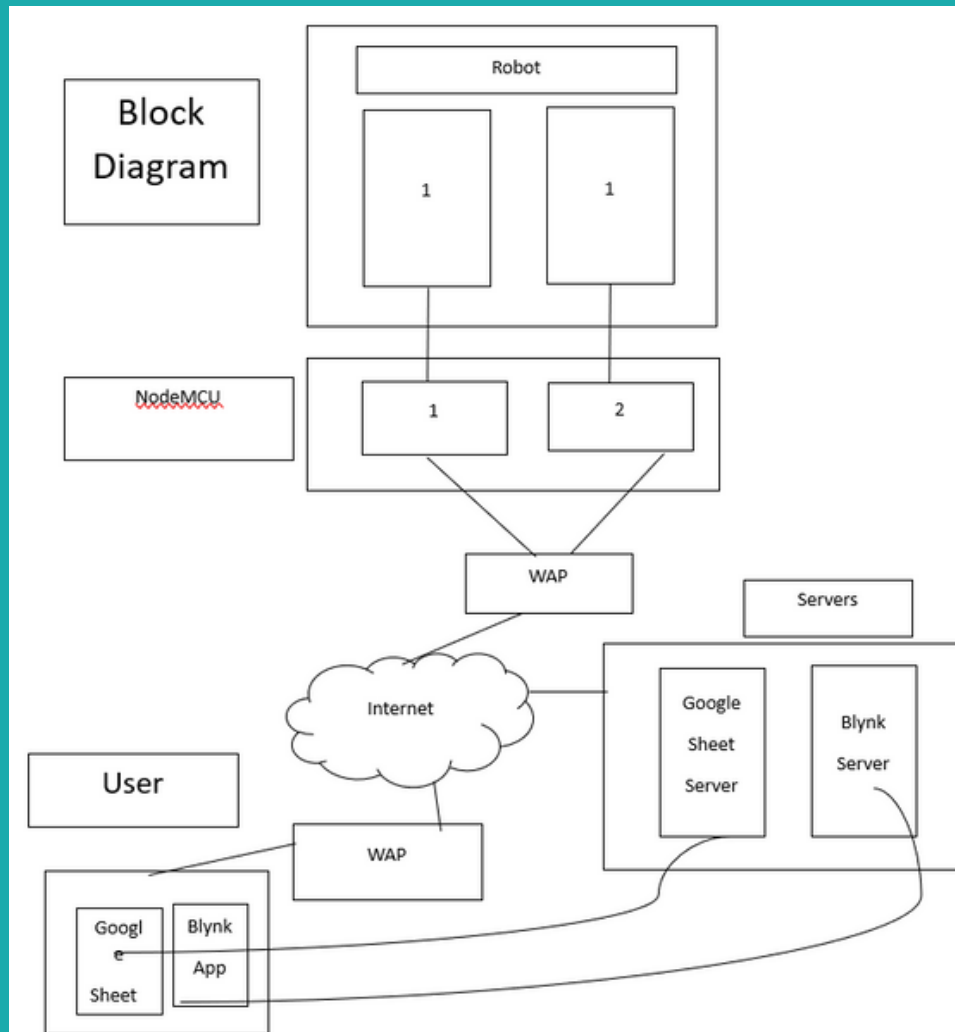 Robot
Block
Diagram
1
1
NodeMCU
1
2
WAP
Servers
Internet
Google
Sheet
Server
Blynk
Server
User
WAP
Googl
e
Sheet
Blynk
App